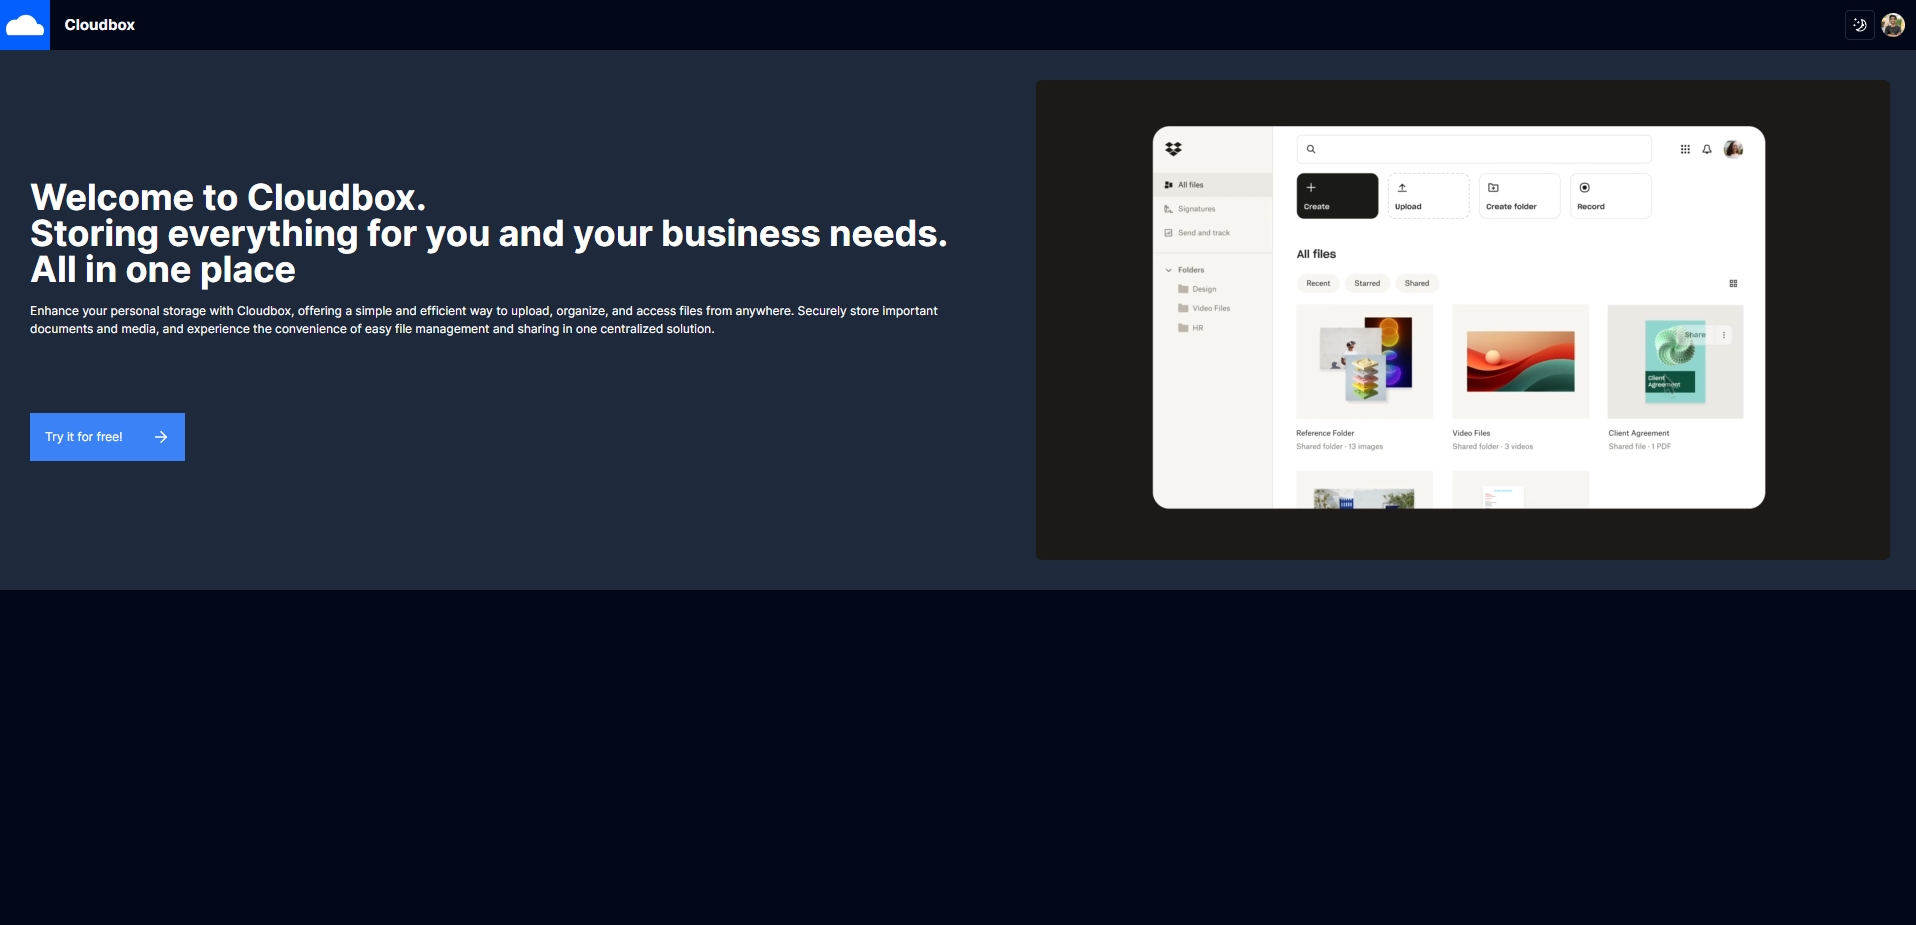 Cloudbox
Welcome to Cloudbox.
Storing everything for you and your business needs.
All in one place
Enhance your personal storage with Cloudbox, offering a simple and efficient way to upload, organize, and access files from anywhere. Securely store important
documents and media, and experience the convenience of easy file management and sharing in one centralized solution.
Try it for free!
All files
Signatures
Send and track
Folders
Design
Video Files
HR
Create
Upload
Create folder
Record
All files
Recent
Starred
Shared
Share
Client
Agreement
Reference Folder
Shared folder · 13 images
Video Files
Shared folder · 3 videos
Client Agreement
Shared file · 1 PDF